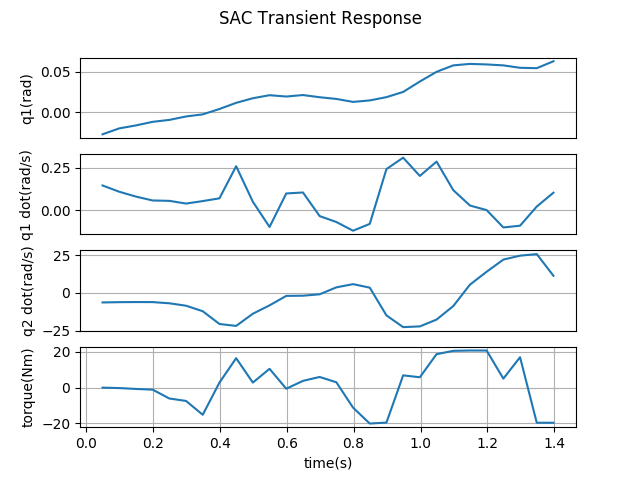 SAC Transient Response
q1(rad)
0.05
0.00
q1 dot(rad/s)
0.25
0.00
q2 dot(rad/s)
25
0
−25
torque(Nm)
20
0
−20
0.0 0.2 0.4 0.6 0.8 1.0 1.2 1.4
time(s)